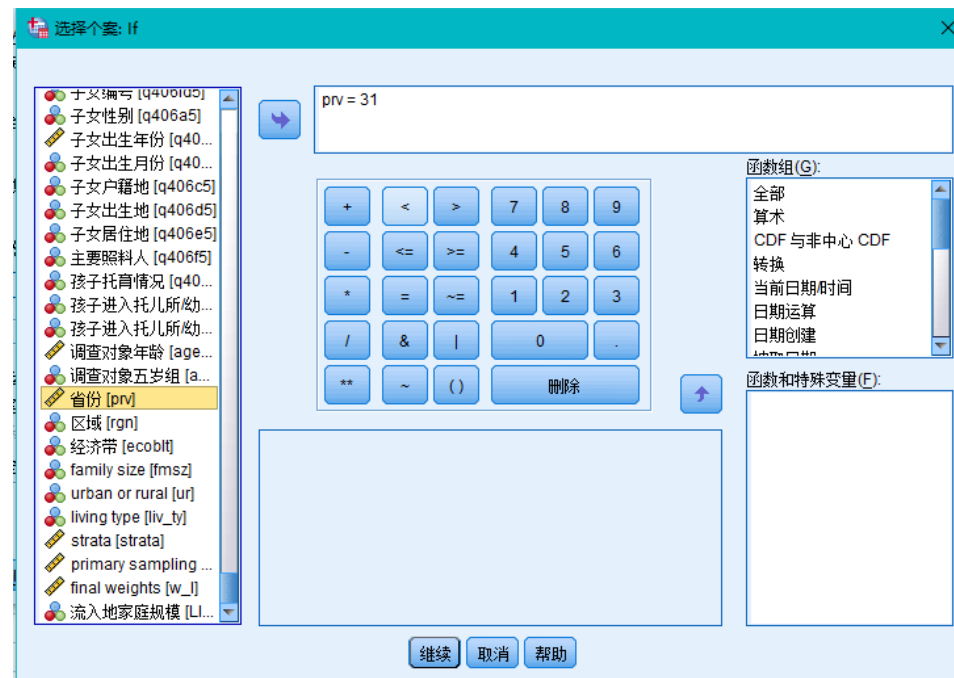 选择个案: If
子女编号 [q406id5]
子女性别 [q406a5]
子女出生年份 [q40...
子女出生月份 [q40...
子女户籍地 [q406c5]
子女出生地 [q406d5]
子女居住地 [q406e5]
主要照料人 [q406f5]
孩子托育情况 [q40...
孩子进入托儿所/幼...
孩子进入托儿所/幼...
调查对象年龄 [age...
调查对象五岁组 [a...
省份 [prv]
区域 [rgn]
经济带 [ecoblt]
family size [fmsz]
urban or rural [ur]
living type [liv_ty]
strata [strata]
primary sampling ...
final weights [w_l]
流入地家庭规模 [LI...
prv = 31
+ < > 7 8 9
- <= >= 4 5 6
* = ~= 1 2 3
/ & | 0 .
** ~ ( ) 删除
函数组(G):
全部
算术
CDF 与非中心 CDF
转换
当前日期/时间
日期运算
日期创建
函数和特殊变量(F):
继续 取消 帮助